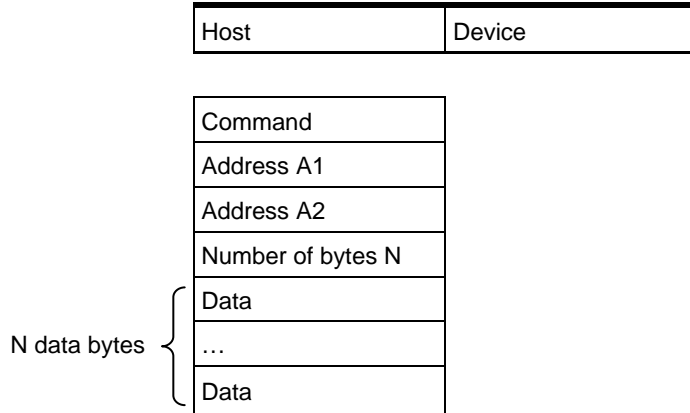 Host Device
Command
Address A1
Address A2
Number of bytes N
Data
N data bytes …
Data